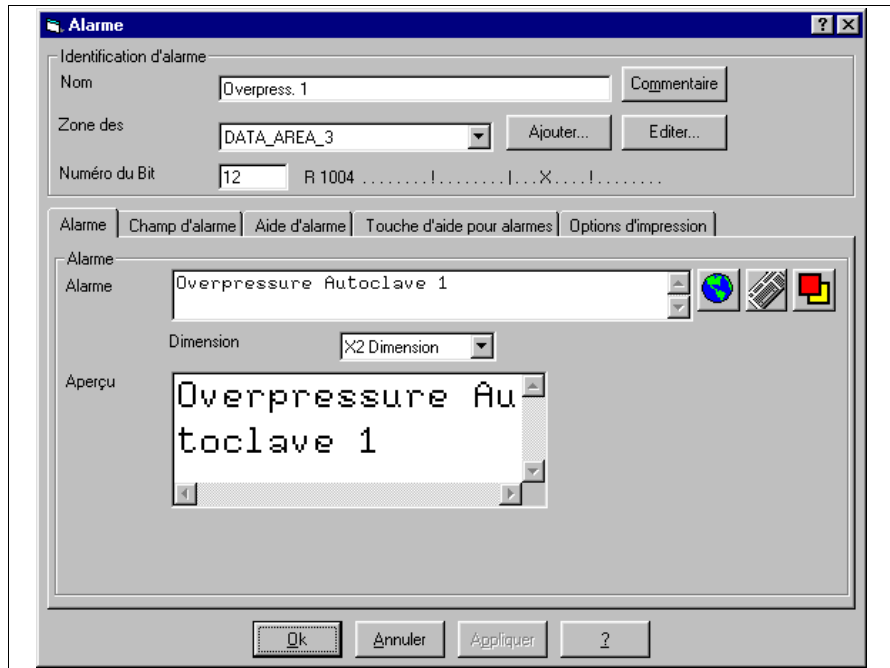 Alarme
Identification d'alarme
Nom
Overpress. 1
Commentaire
Zone des
DATA_AREA_3
Ajouter...
Editer...
Numéro du Bit
12
R 1004 ........!........|...X....!........
Alarme
Champ d'alarme
Aide d'alarme
Touche d'aide pour alarmes
Options d'impression
Alarme
Alarme
Overpressure Autoclave 1
Dimension
X2 Dimension
Aperçu
Overpressure Au
toclave 1
Ok
Annuler
Appliquer
?